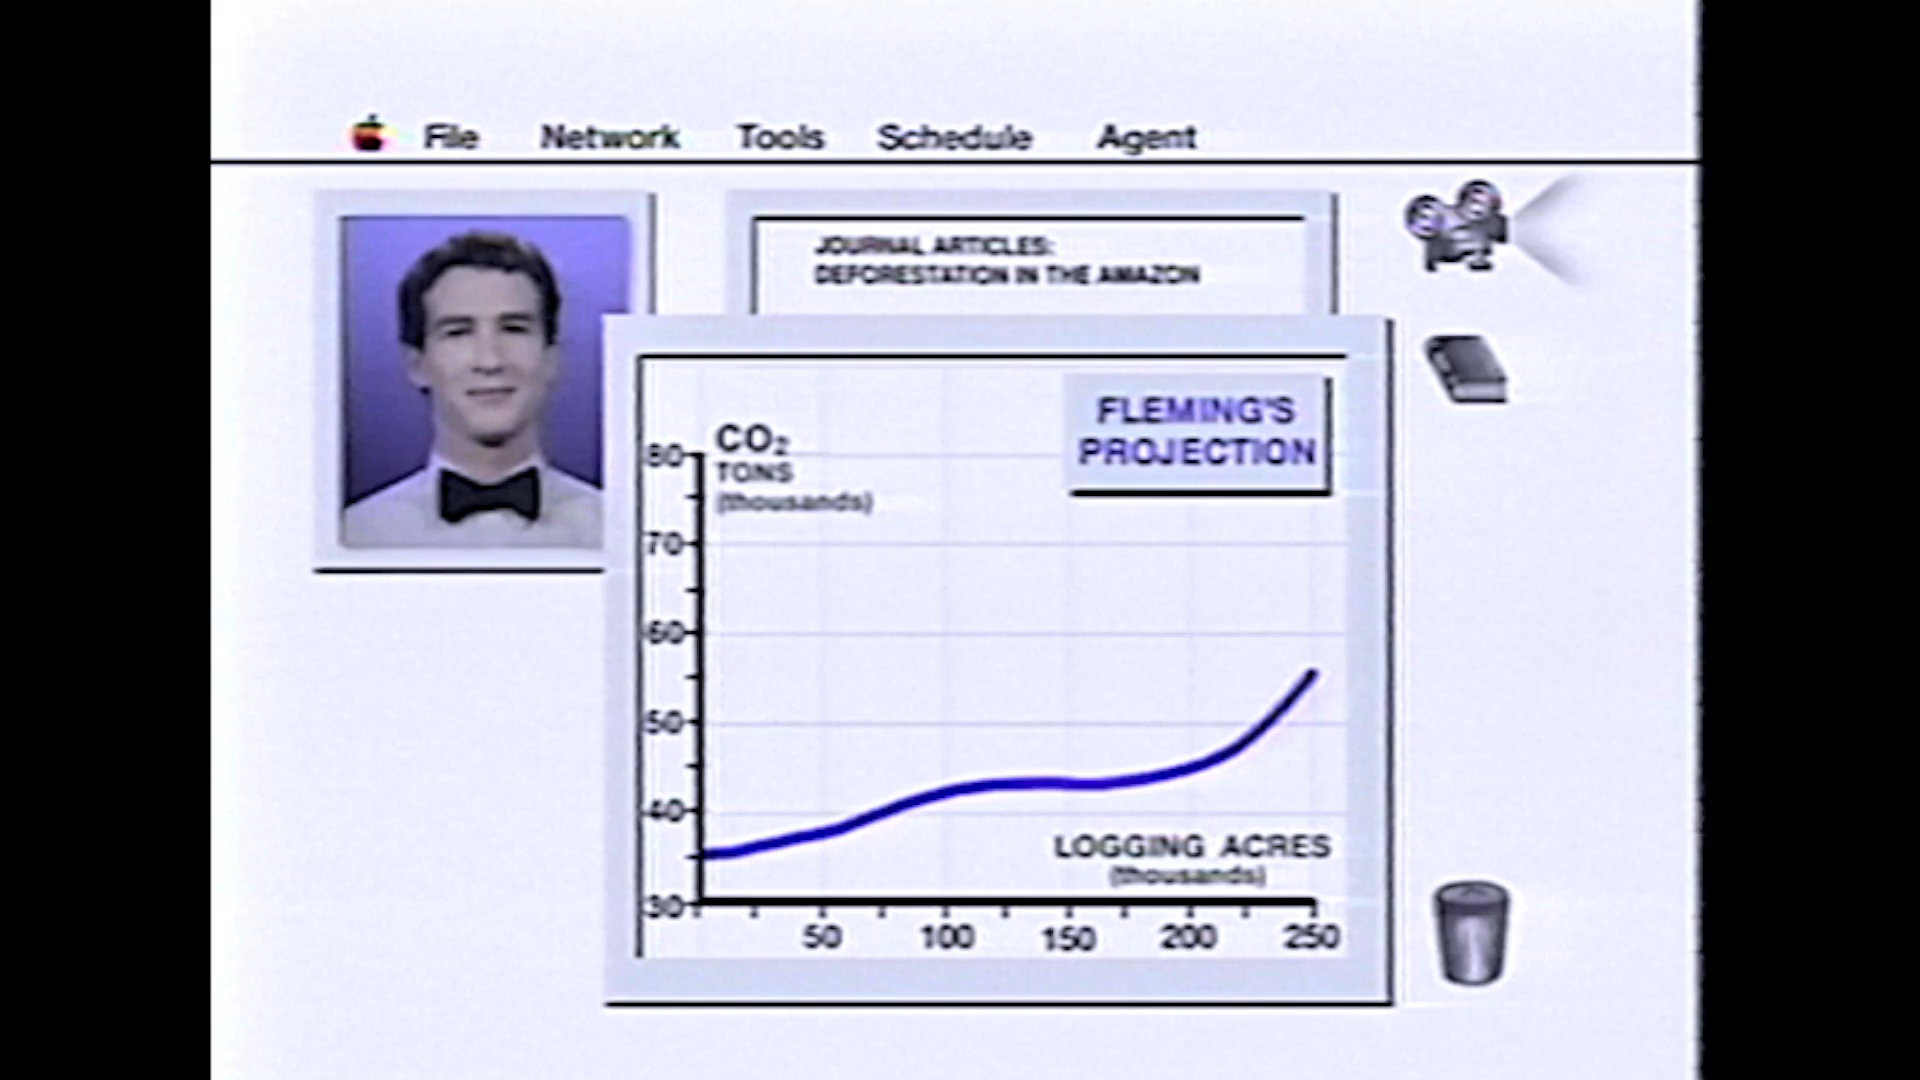 File Network Tools Schedule Agent
JOURNAL ARTICLES:
DEFORESTATION IN THE AMAZON
FLEMING'S
PROJECTION
CO₂
TONS
(thousands)
80
70
60
50
40
30
LOGGING ACRES
(thousands)
50 100 150 200 250